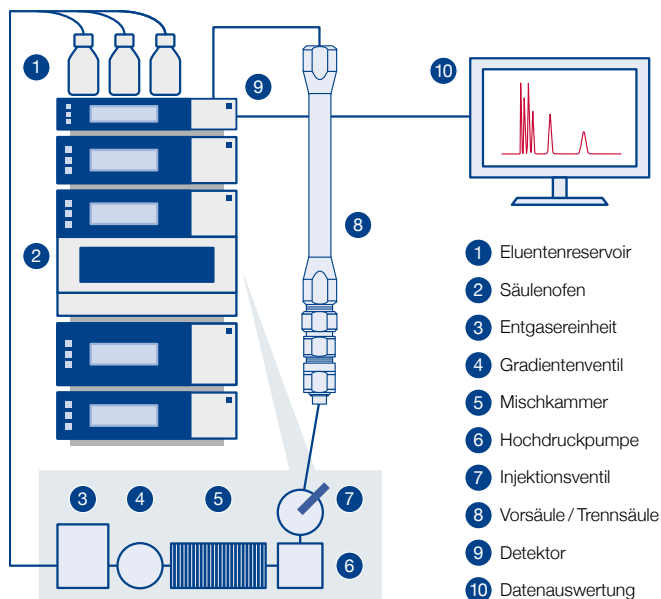 1
10
9
2
8
1 Eluentenreservoir
2 Säulenofen
3 Entgasereinheit
4 Gradientenventil
5 Mischkammer
6 Hochdruckpumpe
7 Injektionsventil
8 Vorsäule / Trennsäule
9 Detektor
10 Datenauswertung
3 4 5 7
6